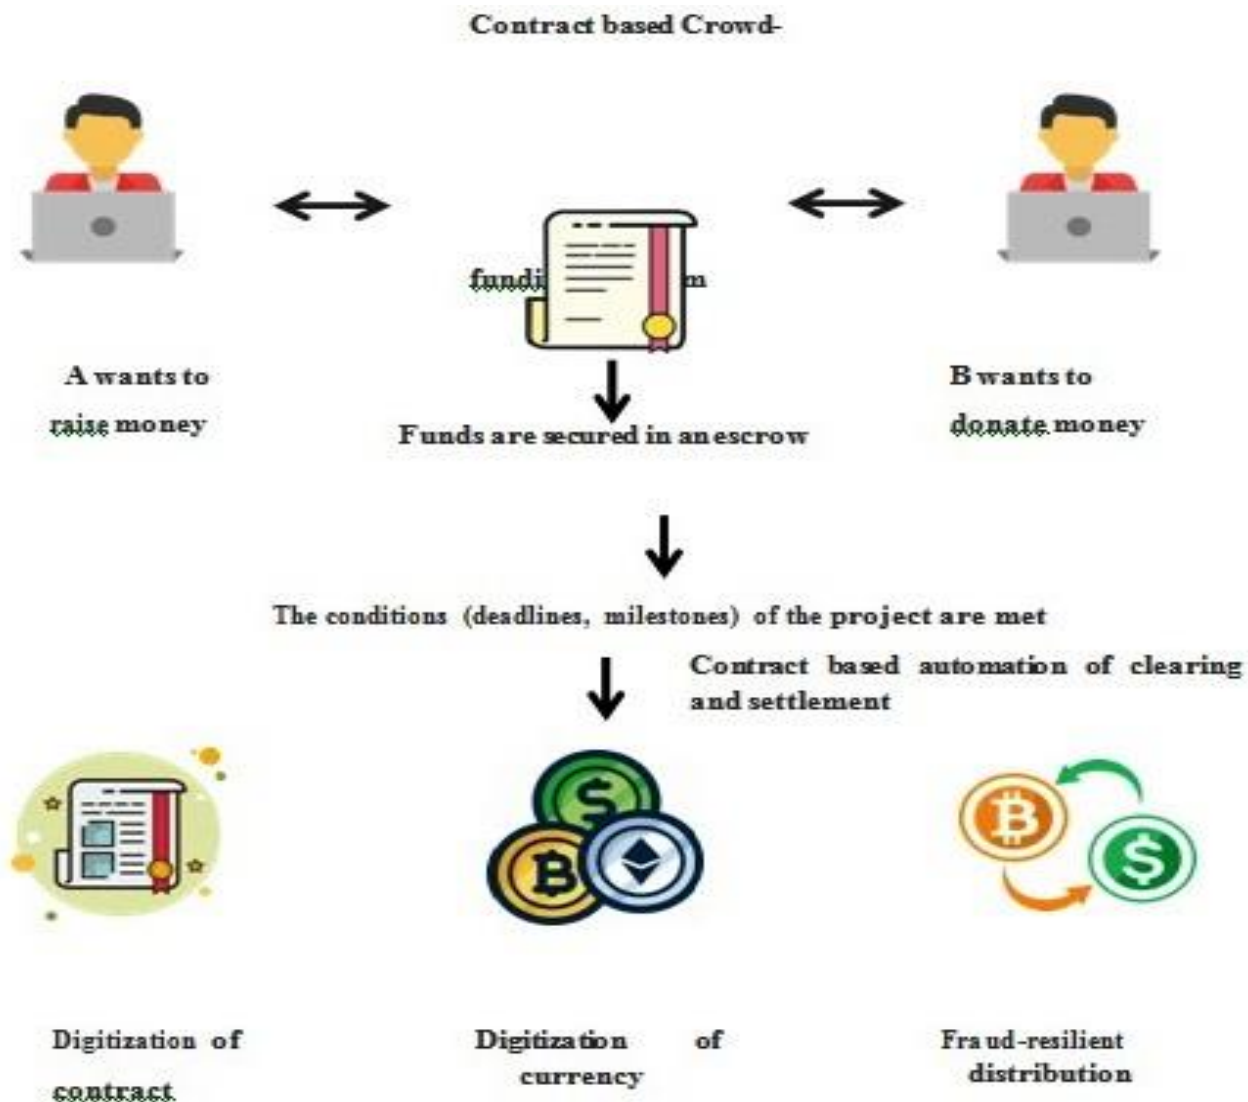 Contract based Crowd-
fundi m
A wants to
raise money
B wants to
donate money
Funds are secured in anescrow
The conditions (deadlines, milestones) of the project are met
Contract based automation of clearing
and settlement
Digitization of
contract
Digitization of
currency
Fraud-resilient
distribution